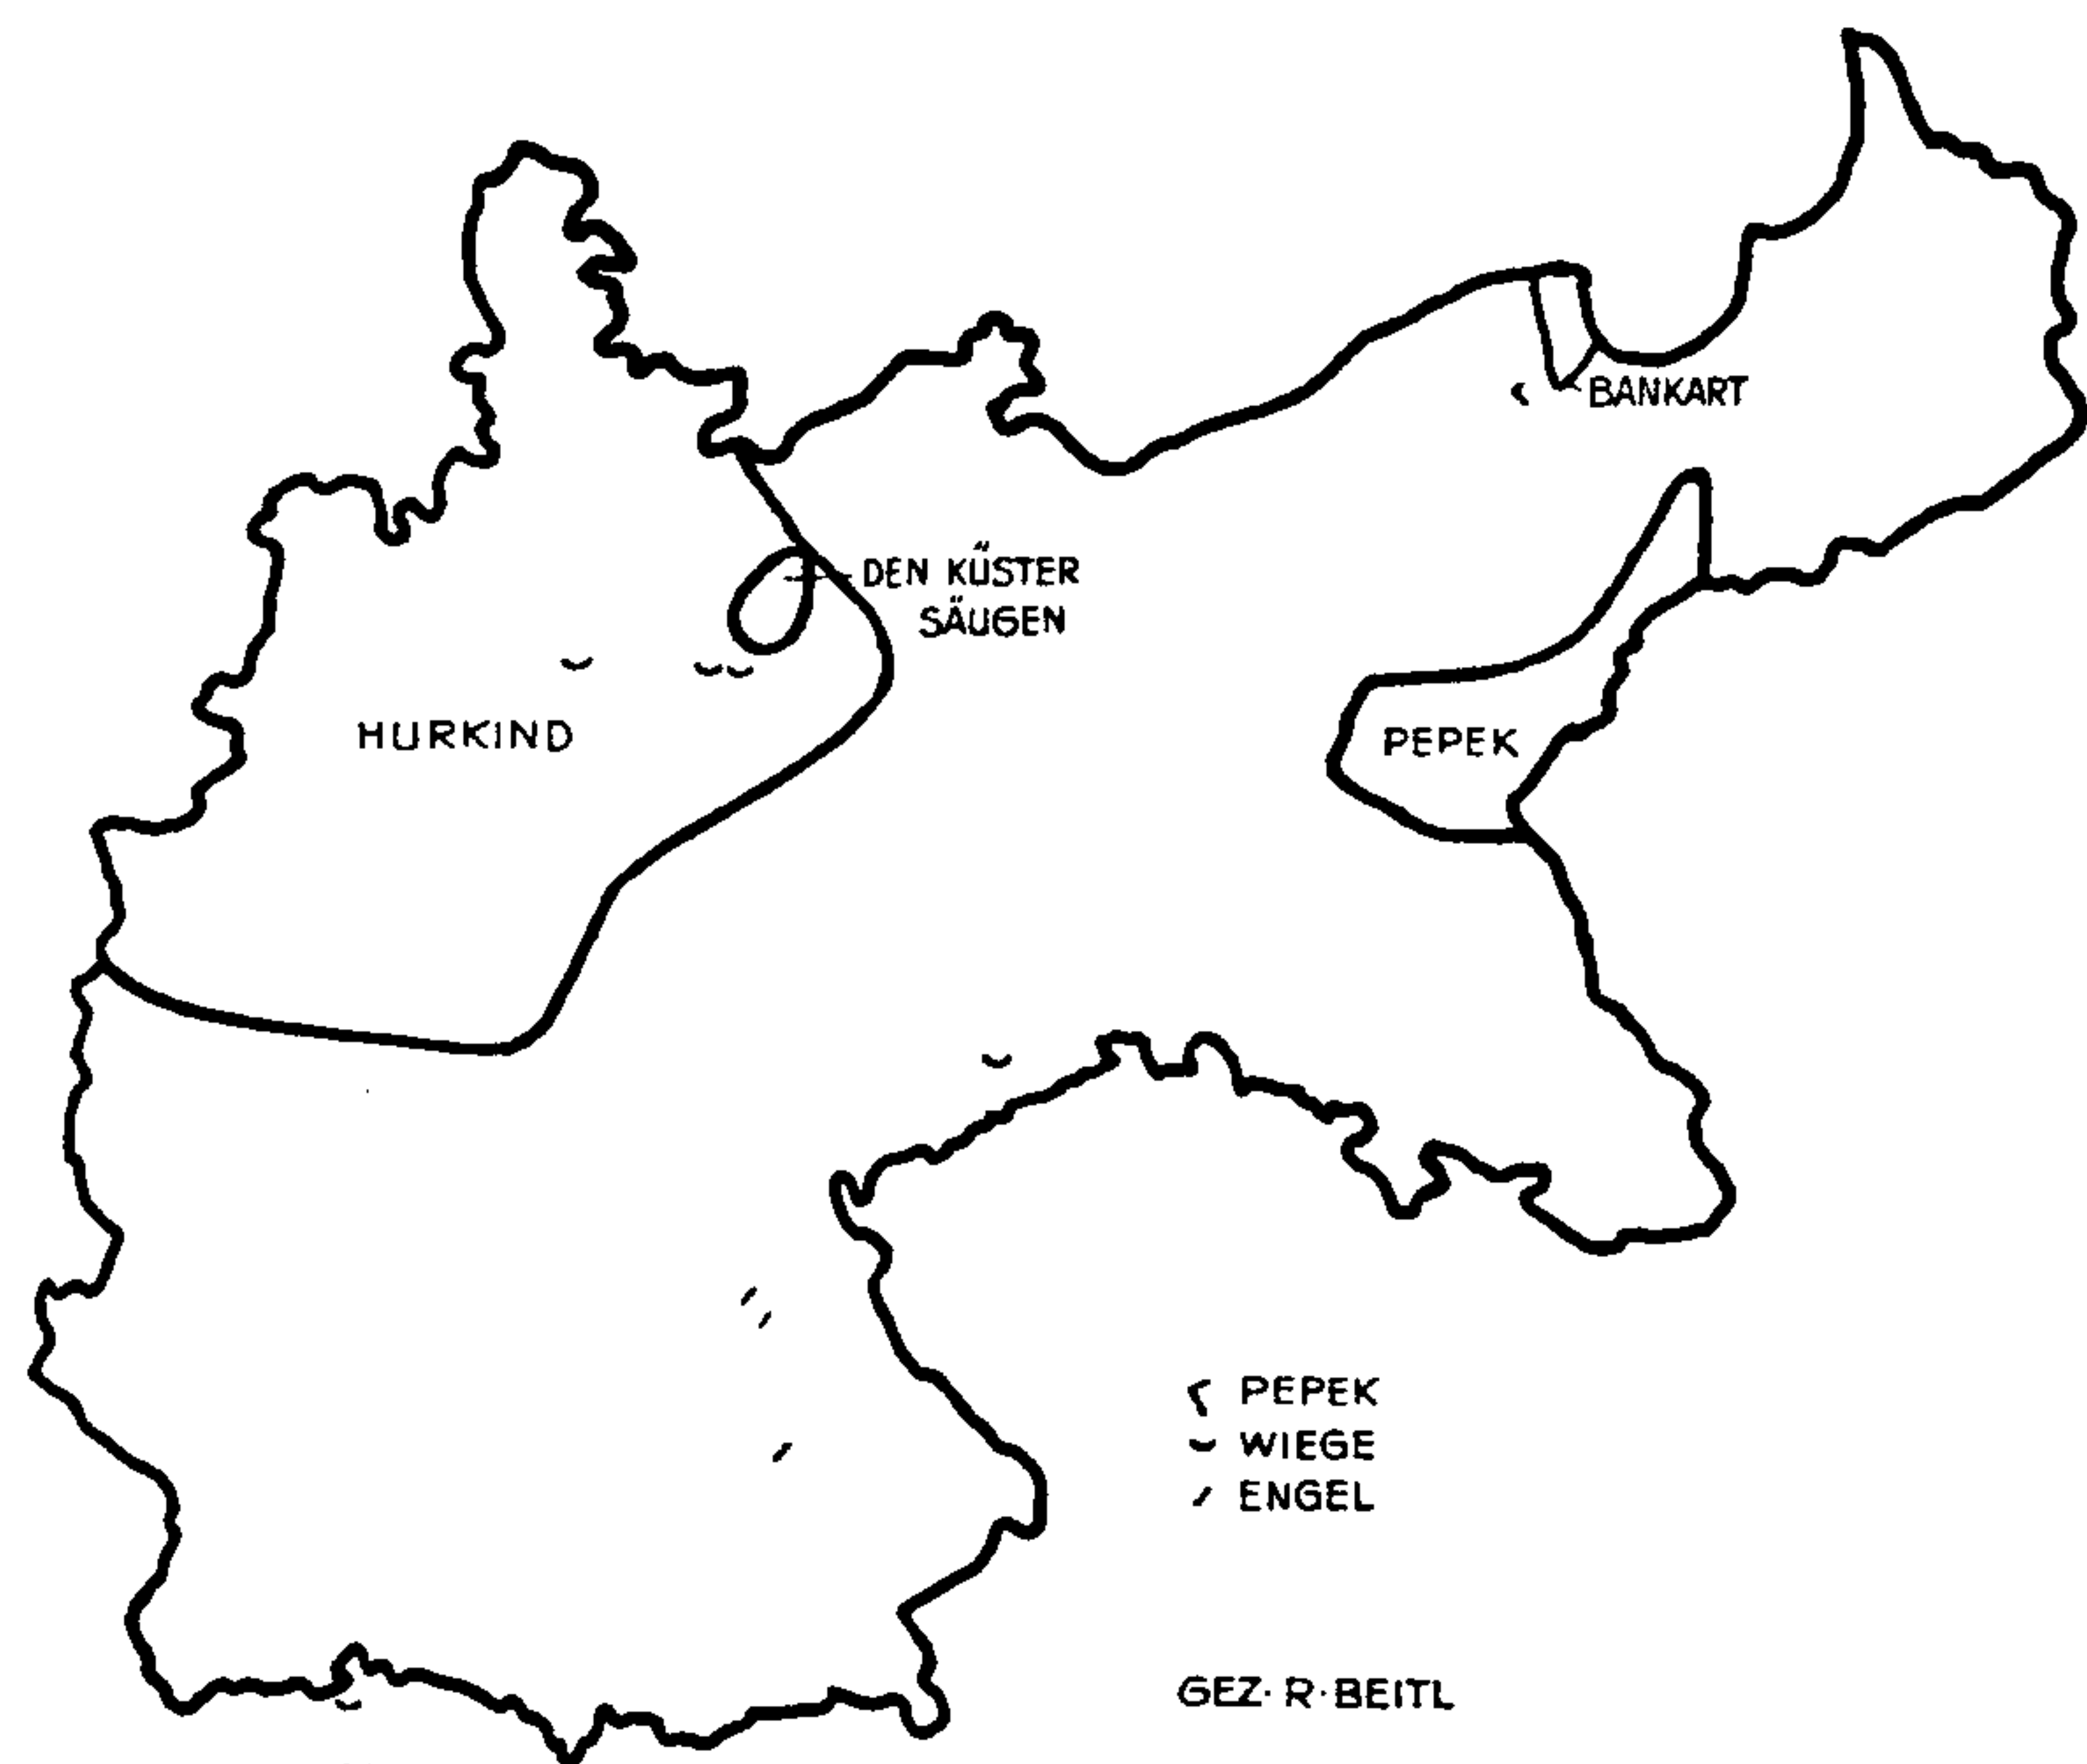 BANKART
DEN KÜSTER
SÄUGEN
HURKIND
PEPEK
PEPEK
WIEGE
ENGEL
GEZ. R. BEITL